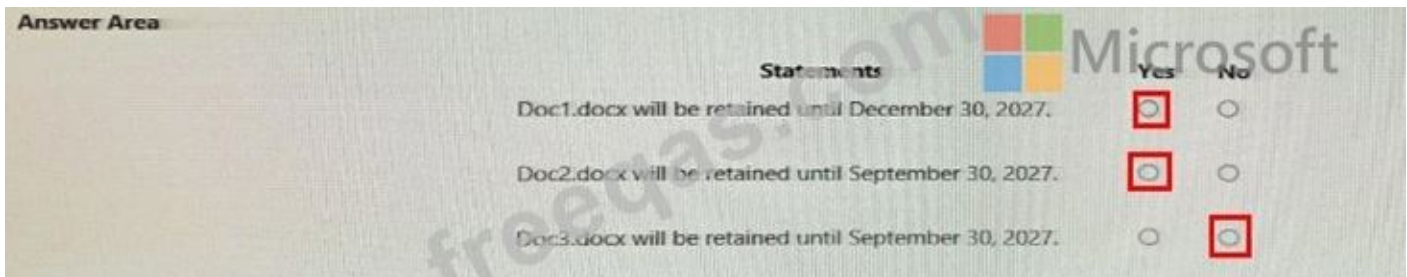 Answer Area
Microsoft
Statements Yes No
Doc1.docx will be retained until December 30, 2027.
Doc2.docx will be retained until September 30, 2027.
Doc3.docx will be retained until September 30, 2027.
freeqas.com